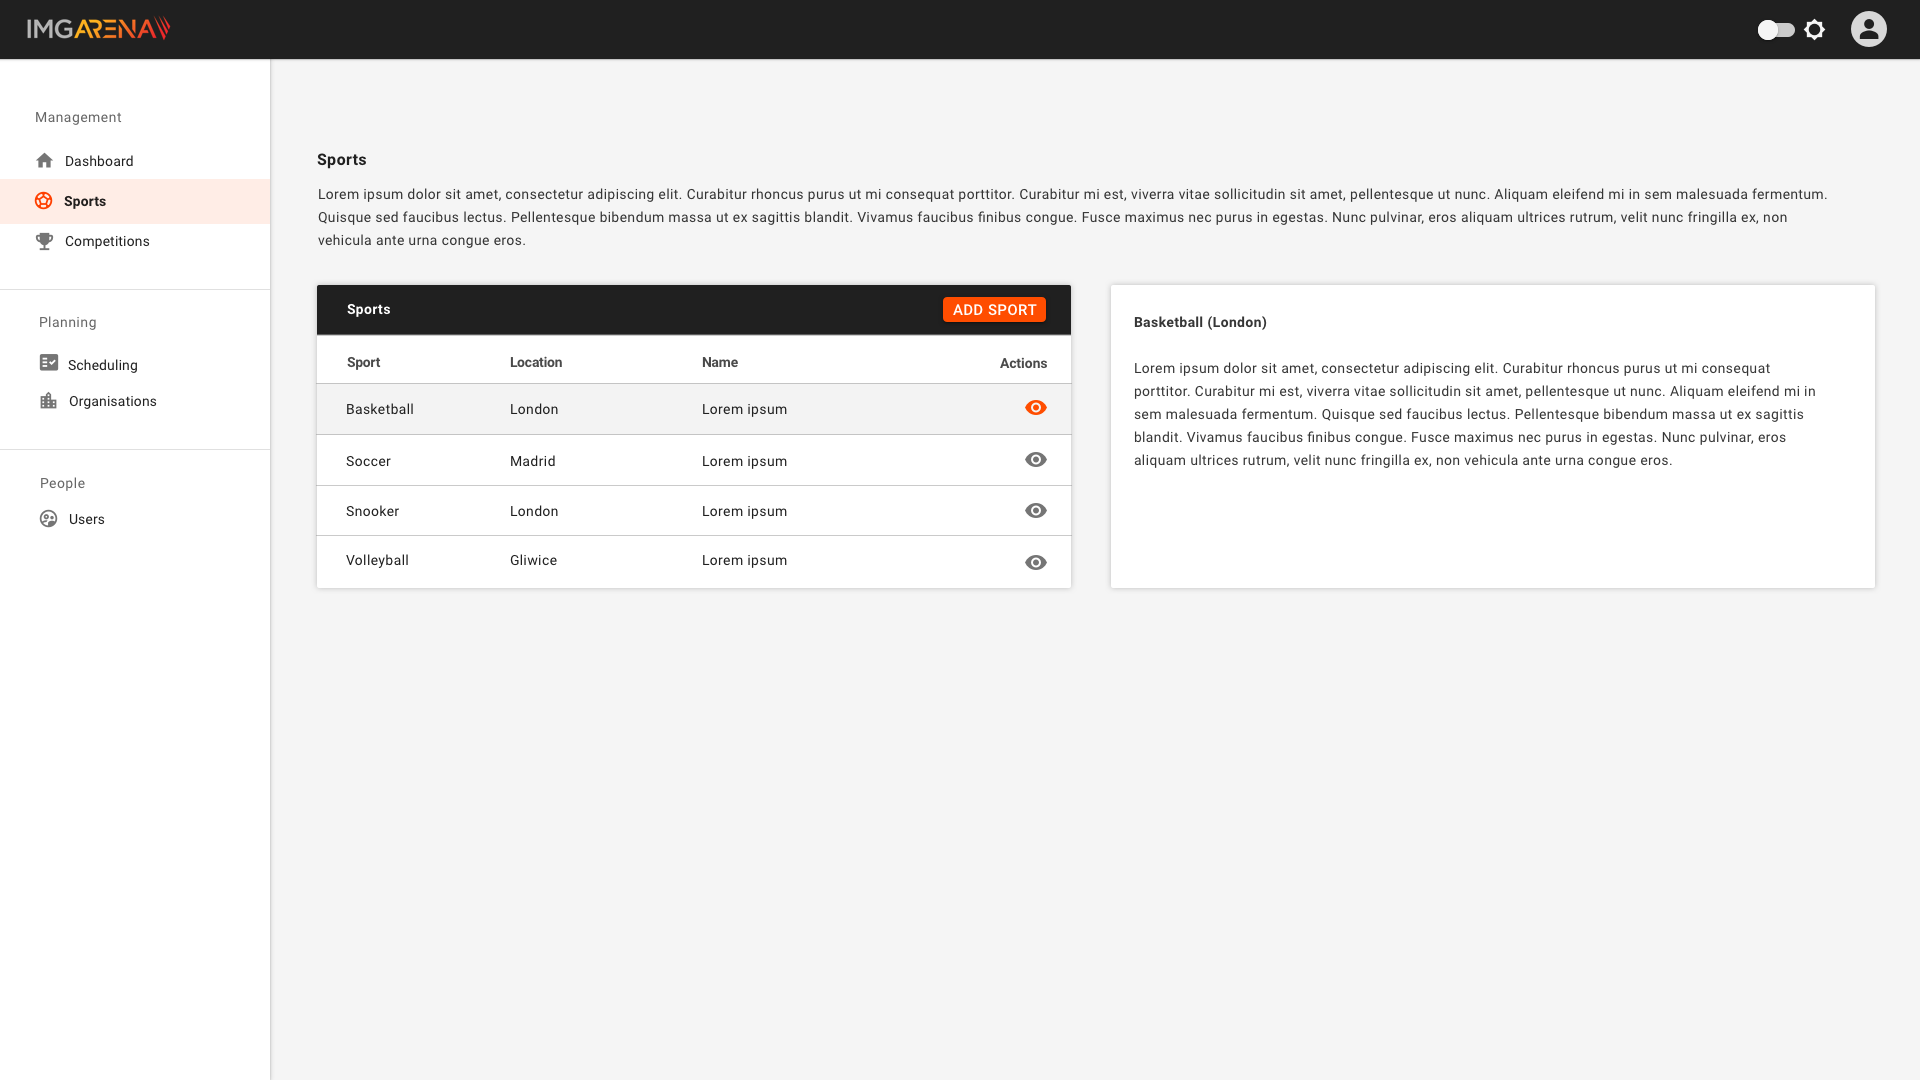 IMGARENA
Management
Dashboard
Sports
Competitions
Planning
Scheduling
Organisations
People
Users
Sports
Lorem ipsum dolor sit amet, consectetur adipiscing elit. Curabitur rhoncus purus ut mi consequat porttitor. Curabitur mi est, viverra vitae sollicitudin sit amet, pellentesque ut nunc. Aliquam eleifend mi in sem malesuada fermentum.
Quisque sed faucibus lectus. Pellentesque bibendum massa ut ex sagittis blandit. Vivamus faucibus finibus congue. Fusce maximus nec purus in egestas. Nunc pulvinar, eros aliquam ultrices rutrum, velit nunc fringilla ex, non
vehicula ante urna congue eros.
Sports ADD SPORT
Sport Location Name Actions
Basketball London Lorem ipsum
Soccer Madrid Lorem ipsum
Snooker London Lorem ipsum
Volleyball Gliwice Lorem ipsum
Basketball (London)
Lorem ipsum dolor sit amet, consectetur adipiscing elit. Curabitur rhoncus purus ut mi consequat
porttitor. Curabitur mi est, viverra vitae sollicitudin sit amet, pellentesque ut nunc. Aliquam eleifend mi in
sem malesuada fermentum. Quisque sed faucibus lectus. Pellentesque bibendum massa ut ex sagittis
blandit. Vivamus faucibus finibus congue. Fusce maximus nec purus in egestas. Nunc pulvinar, eros
aliquam ultrices rutrum, velit nunc fringilla ex, non vehicula ante urna congue eros.